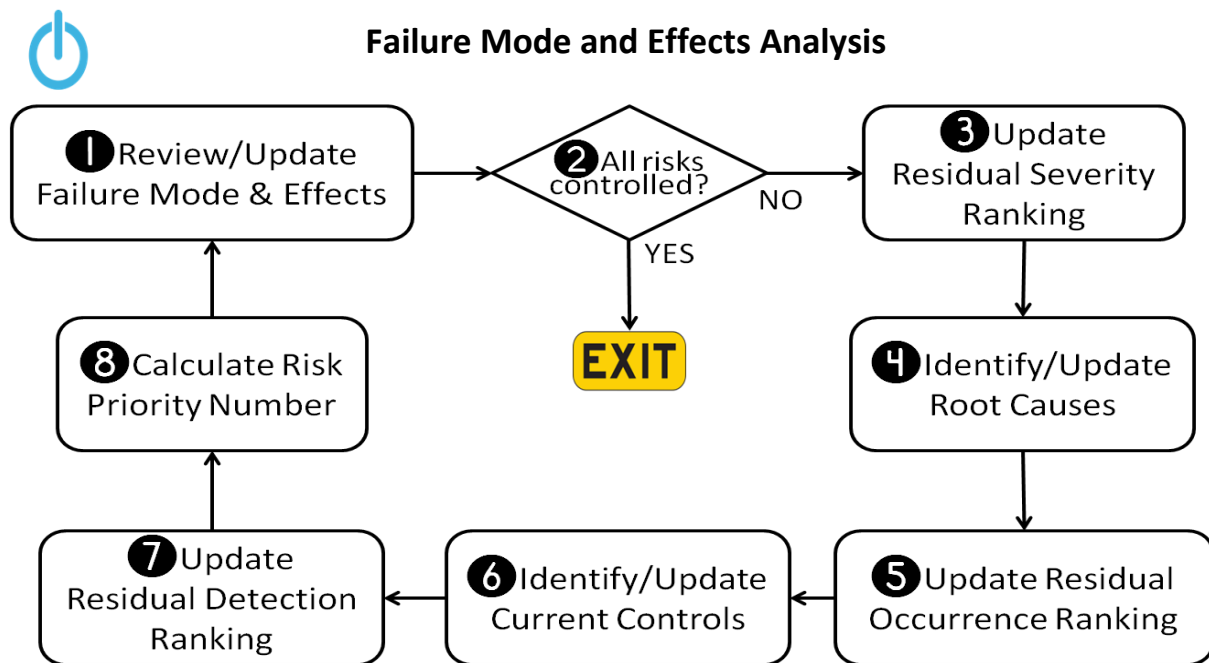 Failure Mode and Effects Analysis
1 Review/Update
Failure Mode & Effects
2 All risks
controlled?
NO
YES
EXIT
3 Update
Residual Severity
Ranking
4 Identify/Update
Root Causes
5 Update Residual
Occurrence Ranking
6 Identify/Update
Current Controls
7 Update
Residual Detection
Ranking
8 Calculate Risk
Priority Number